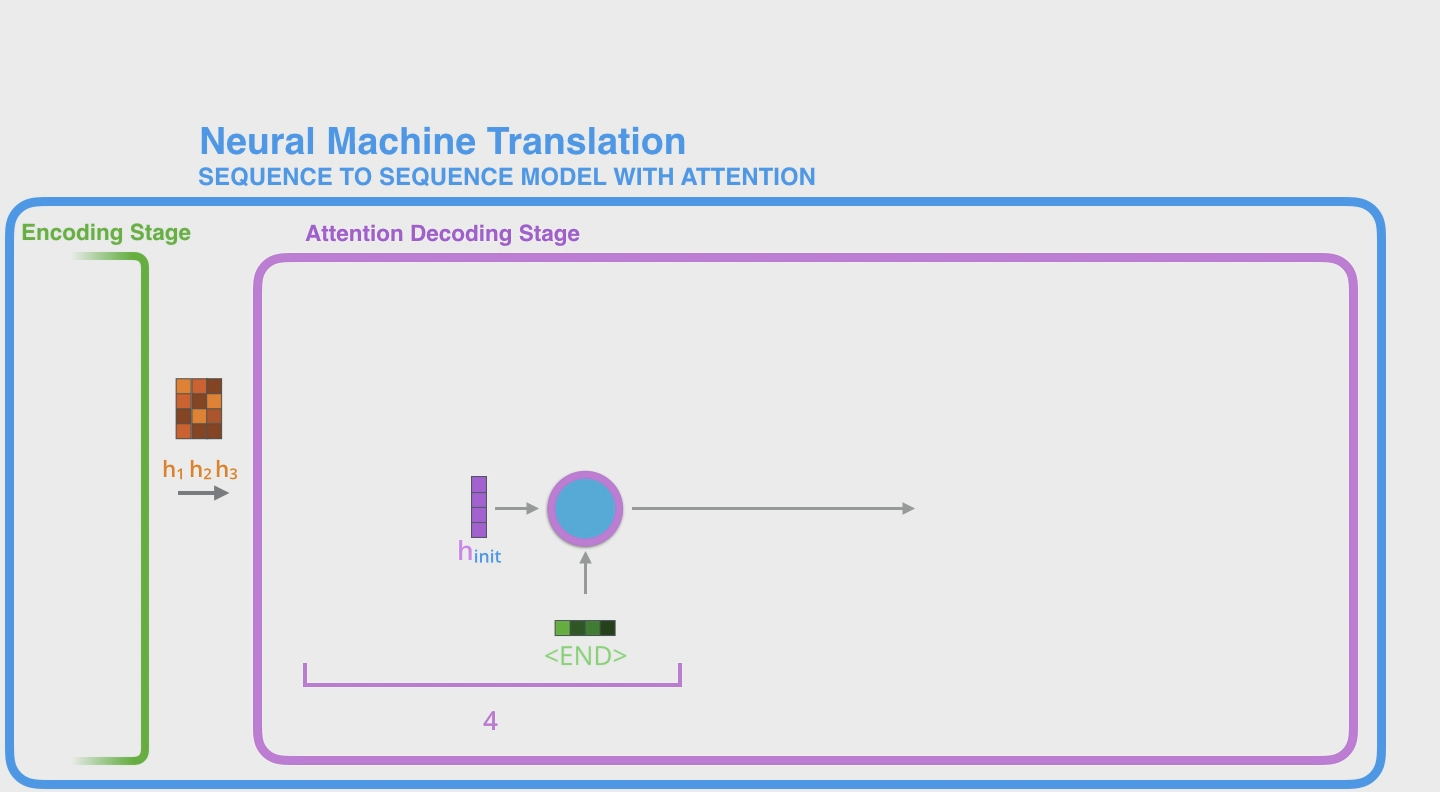 Neural Machine Translation
SEQUENCE TO SEQUENCE MODEL WITH ATTENTION
Encoding Stage
Attention Decoding Stage
h₁ h₂ h₃
hinit
<END>
4